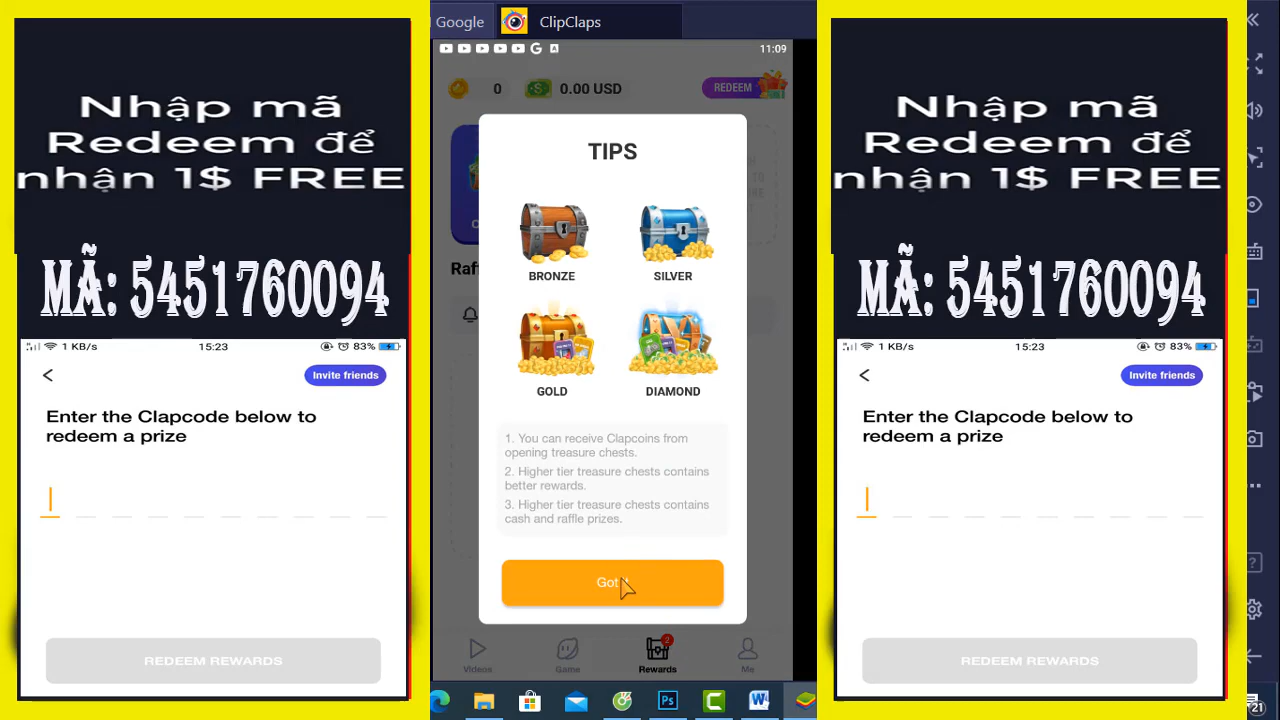 Nhập mã
Redeem để
nhận 1$ FREE
MÃ: 5451760094
1 KB/s
15:23
83%
Invite friends
Enter the Clapcode below to
redeem a prize
REDEEM REWARDS
Google
ClipClaps
11:09
0
0.00 USD
REDEEM
TIPS
BRONZE
SILVER
GOLD
DIAMOND
1. You can receive Clapcoins from
opening treasure chests.
2. Higher tier treasure chests contains
better rewards.
3. Higher tier treasure chests contains
cash and raffle prizes.
Got
Raff
Videos
Game
2
Rewards
Me
Nhập mã
Redeem để
nhận 1$ FREE
MÃ: 5451760094
1 KB/s
15:23
83%
Invite friends
Enter the Clapcode below to
redeem a prize
REDEEM REWARDS
21